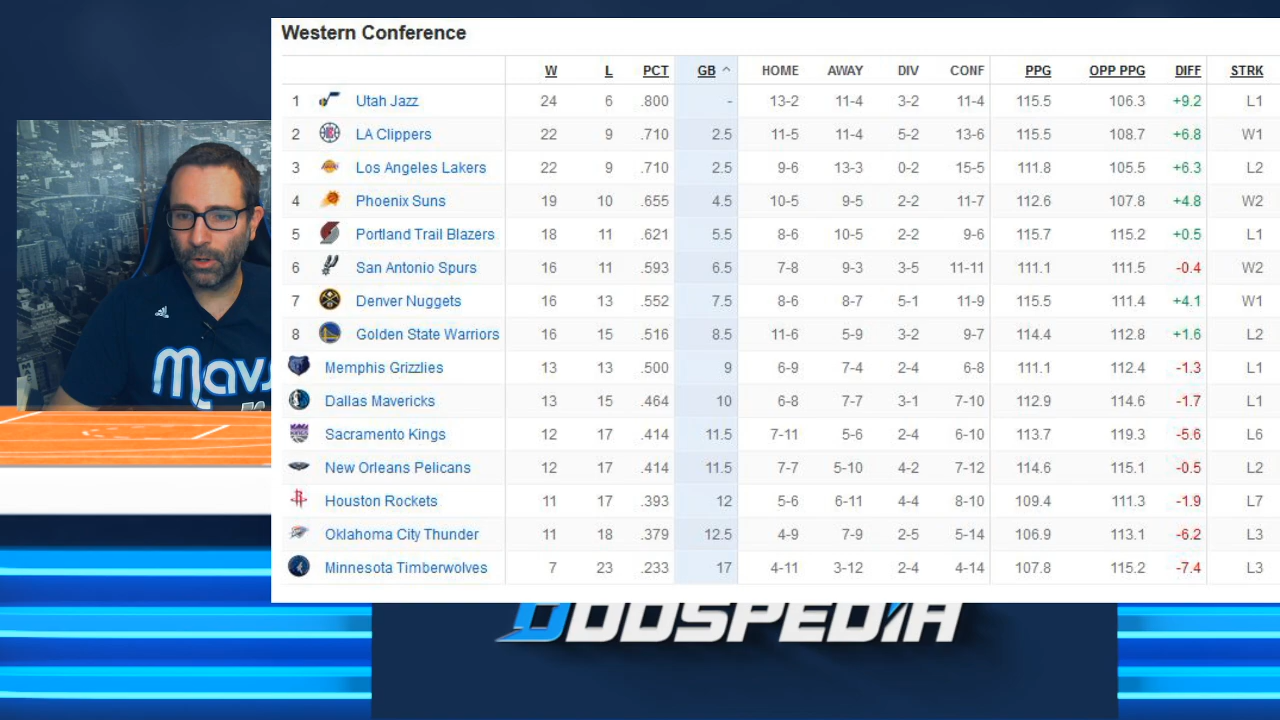 Western Conference
W L PCT GB HOME AWAY DIV CONF PPG OPP PPG DIFF STRK
1 Utah Jazz 24 6 .800 - 13-2 11-4 3-2 11-4 115.5 106.3 +9.2 L1
2 LA Clippers 22 9 .710 2.5 11-5 11-4 5-2 13-6 115.5 108.7 +6.8 W1
3 Los Angeles Lakers 22 9 .710 2.5 9-6 13-3 0-2 15-5 111.8 105.5 +6.3 L2
4 Phoenix Suns 19 10 .655 4.5 10-5 9-5 2-2 11-7 112.6 107.8 +4.8 W2
5 Portland Trail Blazers 18 11 .621 5.5 8-6 10-5 2-2 9-6 115.7 115.2 +0.5 L1
6 San Antonio Spurs 16 11 .593 6.5 7-8 9-3 3-5 11-11 111.1 111.5 -0.4 W2
7 Denver Nuggets 16 13 .552 7.5 8-6 8-7 5-1 11-9 115.5 111.4 +4.1 W1
8 Golden State Warriors 16 15 .516 8.5 11-6 5-9 3-2 9-7 114.4 112.8 +1.6 L2
Memphis Grizzlies 13 13 .500 9 6-9 7-4 2-4 6-8 111.1 112.4 -1.3 L1
Dallas Mavericks 13 15 .464 10 6-8 7-7 3-1 7-10 112.9 114.6 -1.7 L1
Sacramento Kings 12 17 .414 11.5 7-11 5-6 2-4 6-10 113.7 119.3 -5.6 L6
New Orleans Pelicans 12 17 .414 11.5 7-7 5-10 4-2 7-12 114.6 115.1 -0.5 L2
Houston Rockets 11 17 .393 12 5-6 6-11 4-4 8-10 109.4 111.3 -1.9 L7
Oklahoma City Thunder 11 18 .379 12.5 4-9 7-9 2-5 5-14 106.9 113.1 -6.2 L3
Minnesota Timberwolves 7 23 .233 17 4-11 3-12 2-4 4-14 107.8 115.2 -7.4 L3
Mavs
ODDSPEDIA